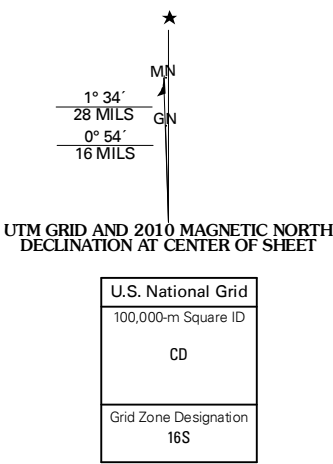 MN
1° 34´
28 MILS
GN
0° 54´
16 MILS
UTM GRID AND 2010 MAGNETIC NORTH
DECLINATION AT CENTER OF SHEET
U.S. National Grid
100,000-m Square ID
CD
Grid Zone Designation
16S